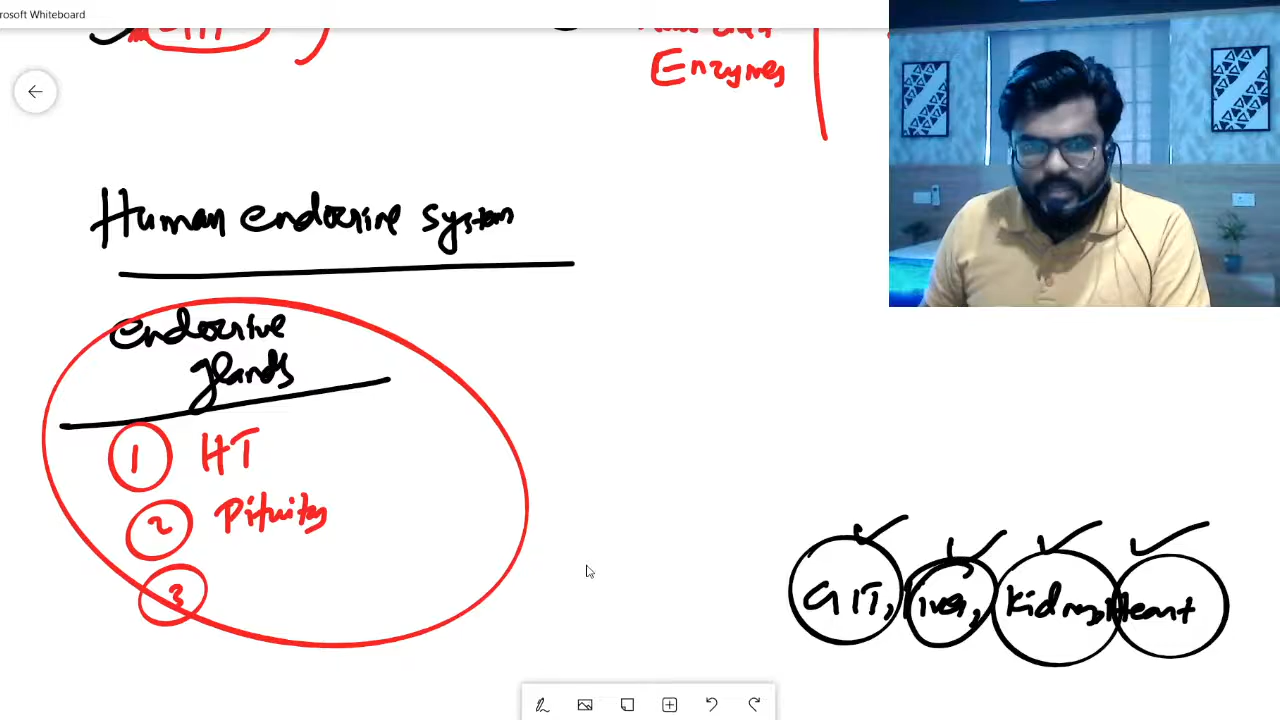 rosoft Whiteboard
Enzymes
Human endocrine system
endocrine
glands
1 HT
2 Pituitary
3
GIT, liver, Kidney, Heart